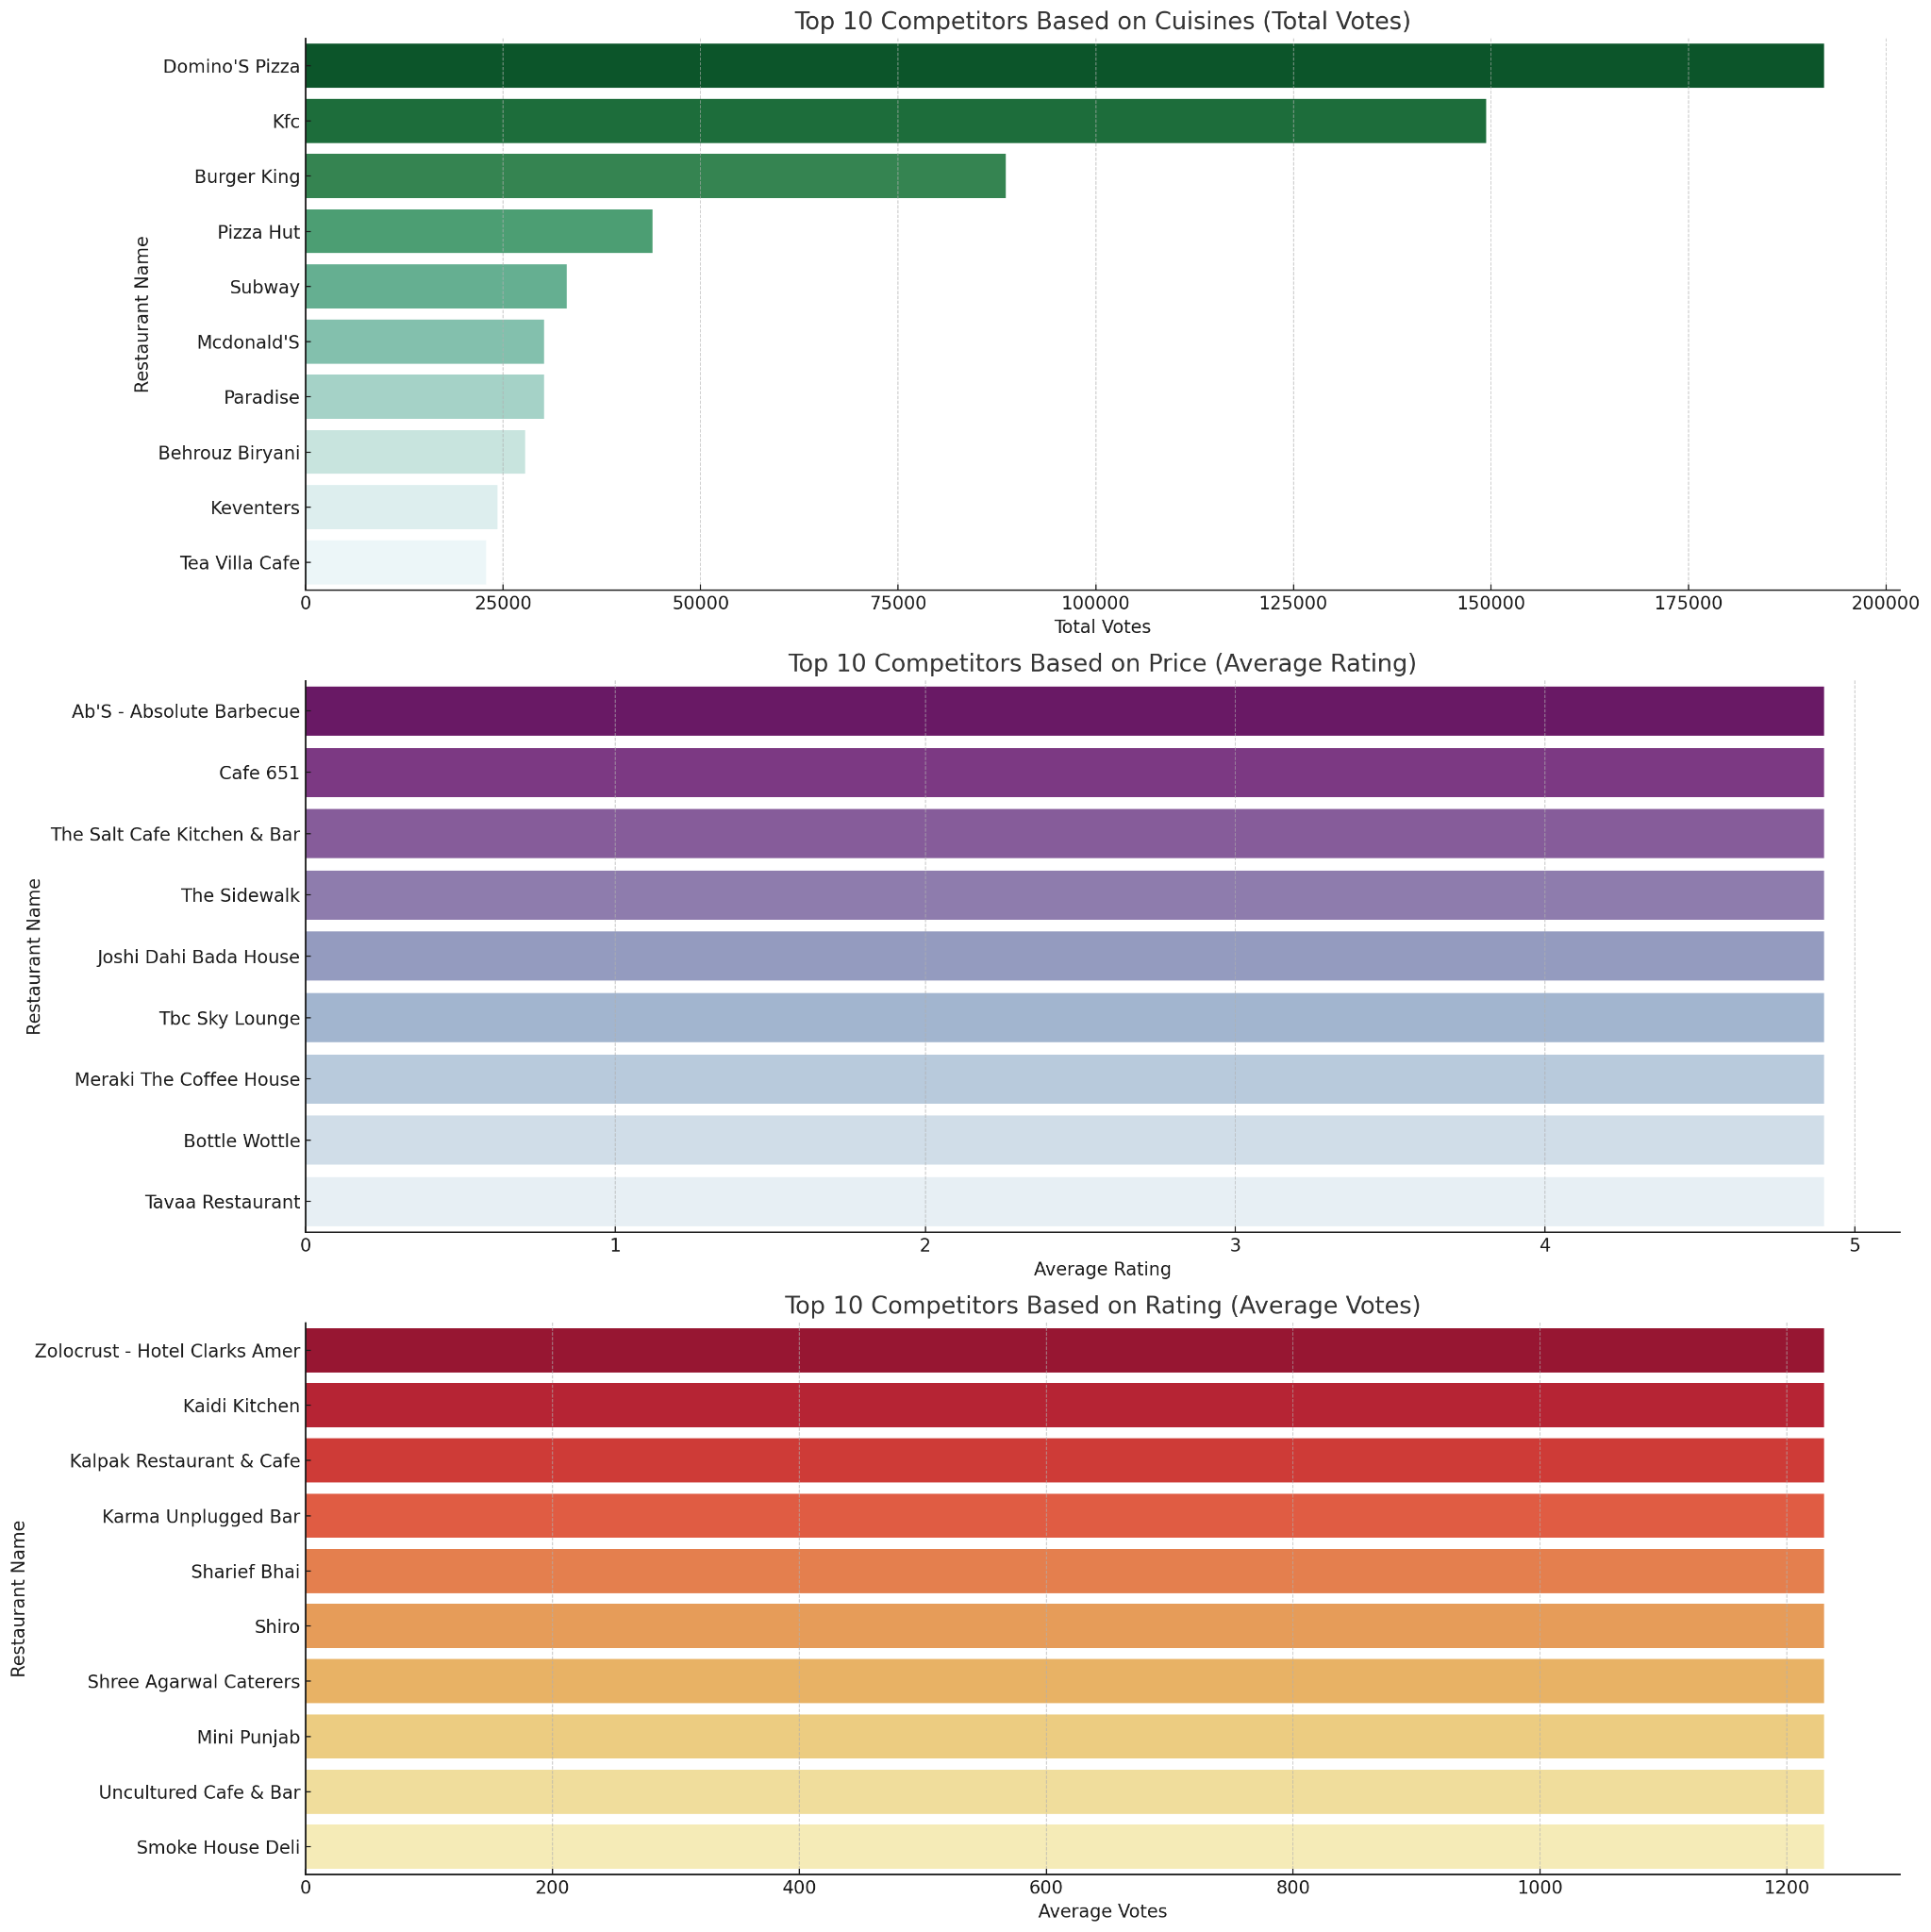 Top 10 Competitors Based on Cuisines (Total Votes)
Restaurant Name
Domino'S Pizza
Kfc
Burger King
Pizza Hut
Subway
Mcdonald'S
Paradise
Behrouz Biryani
Keventers
Tea Villa Cafe
0 25000 50000 75000 100000 125000 150000 175000 200000
Total Votes
Top 10 Competitors Based on Price (Average Rating)
Restaurant Name
Ab'S - Absolute Barbecue
Cafe 651
The Salt Cafe Kitchen & Bar
The Sidewalk
Joshi Dahi Bada House
Tbc Sky Lounge
Meraki The Coffee House
Bottle Wottle
Tavaa Restaurant
0 1 2 3 4 5
Average Rating
Top 10 Competitors Based on Rating (Average Votes)
Restaurant Name
Zolocrust - Hotel Clarks Amer
Kaidi Kitchen
Kalpak Restaurant & Cafe
Karma Unplugged Bar
Sharief Bhai
Shiro
Shree Agarwal Caterers
Mini Punjab
Uncultured Cafe & Bar
Smoke House Deli
0 200 400 600 800 1000 1200
Average Votes